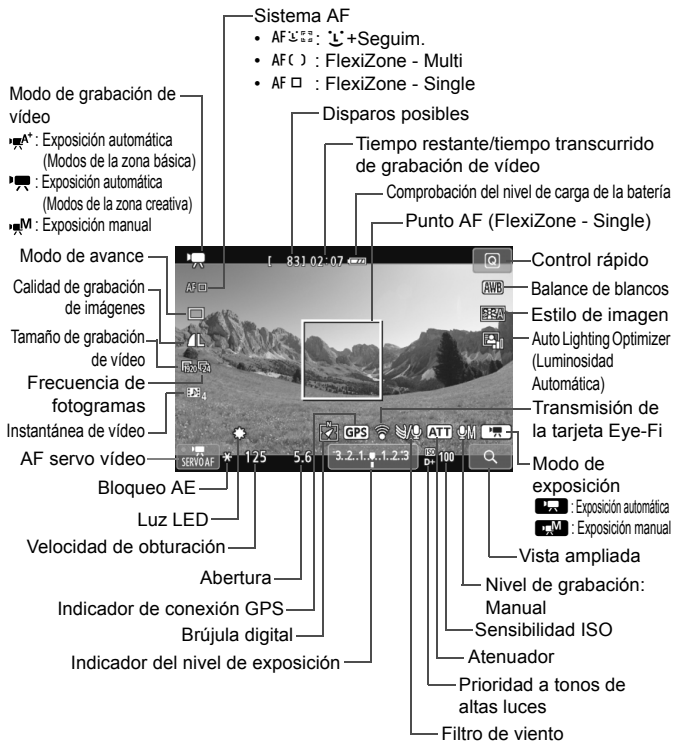 Sistema AF
• AF : +Seguim.
• AF( ) : FlexiZone - Multi
• AF □ : FlexiZone - Single
Modo de grabación de
vídeo
A+ : Exposición automática
(Modos de la zona básica)
: Exposición automática
(Modos de la zona creativa)
M : Exposición manual
Disparos posibles
Tiempo restante/tiempo transcurrido
de grabación de vídeo
Comprobación del nivel de carga de la batería
Punto AF (FlexiZone - Single)
Modo de avance
Calidad de grabación
de imágenes
Tamaño de grabación
de vídeo
Frecuencia de
fotogramas
Instantánea de vídeo
AF servo vídeo
[ 83] 02:07
AF □
L
1920 24
4
SERVO AF
* 125 5.6 3..2..1..0..1..2..3 ISO D+ 100
GPS ATT M
Q
AWB
Control rápido
Balance de blancos
Estilo de imagen
Auto Lighting Optimizer
(Luminosidad
Automática)
Transmisión de
la tarjeta Eye-Fi
Modo de
exposición
: Exposición automática
M : Exposición manual
Bloqueo AE
Luz LED
Velocidad de obturación
Abertura
Indicador de conexión GPS
Brújula digital
Indicador del nivel de exposición
Vista ampliada
Nivel de grabación:
Manual
Sensibilidad ISO
Atenuador
Prioridad a tonos de
altas luces
Filtro de viento